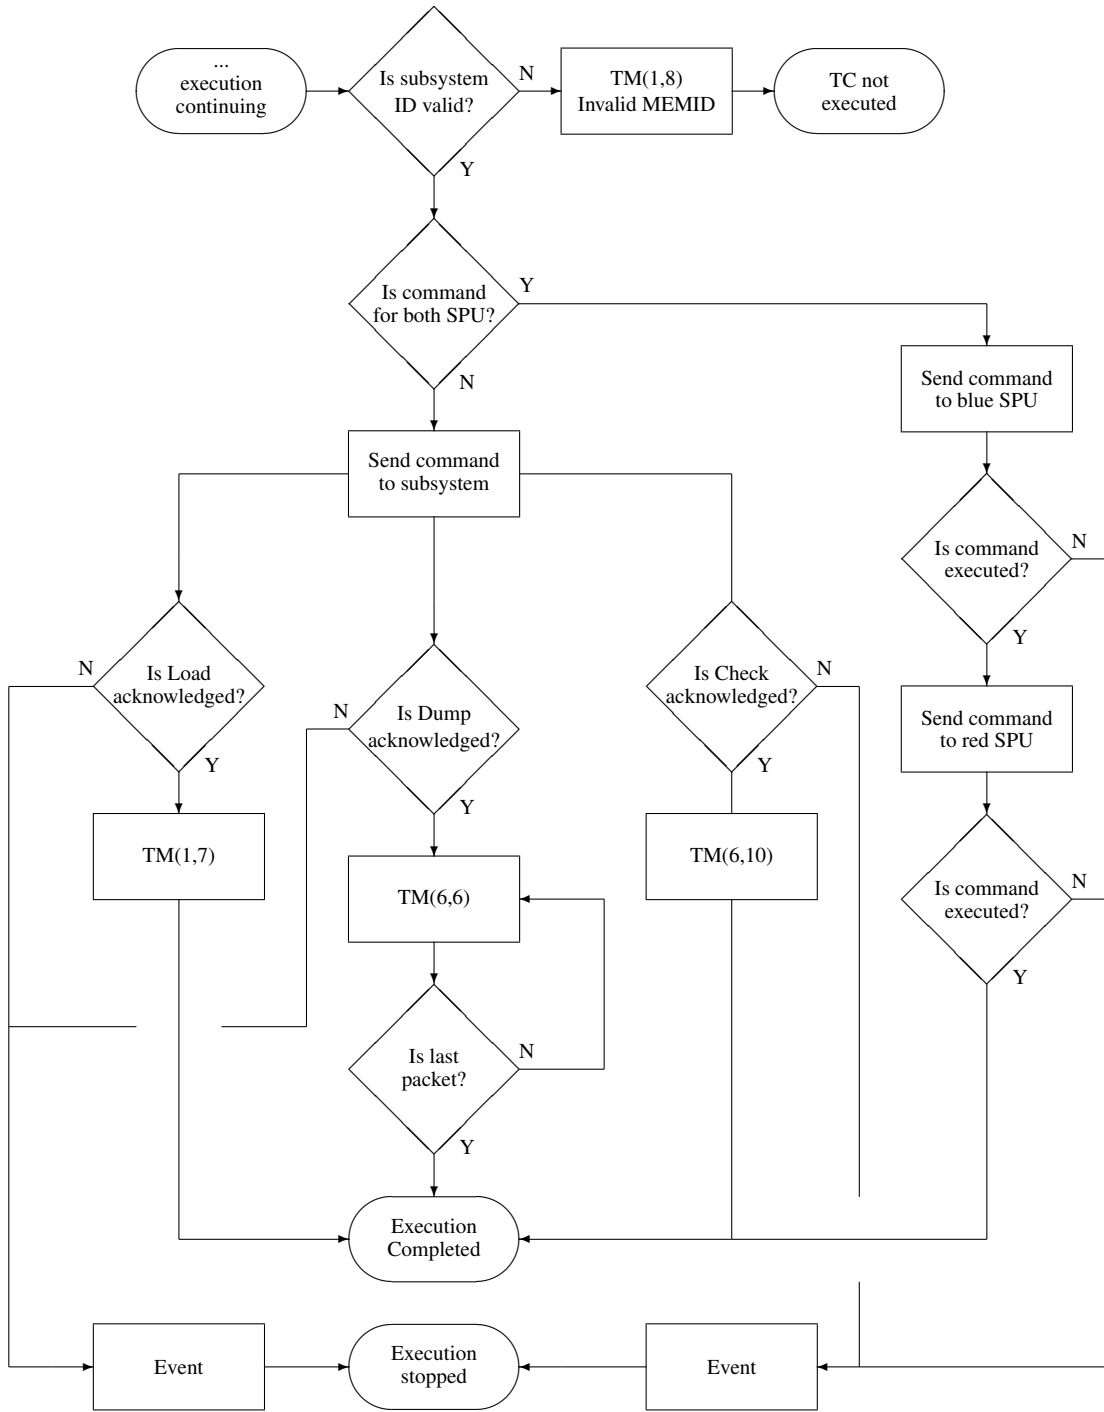 ...
execution
continuing
Is subsystem
ID valid?
N
TM(1,8)
Invalid MEMID
TC not
executed
Y
Is command
for both SPU?
Y
N
Send command
to blue SPU
Send command
to subsystem
Is command
executed?
N
Y
Is Load
acknowledged?
N
Y
Is Dump
acknowledged?
N
Y
Is Check
acknowledged?
N
Y
Send command
to red SPU
TM(1,7)
TM(6,6)
TM(6,10)
Is command
executed?
N
Y
Is last
packet?
N
Y
Execution
Completed
Event
Execution
stopped
Event